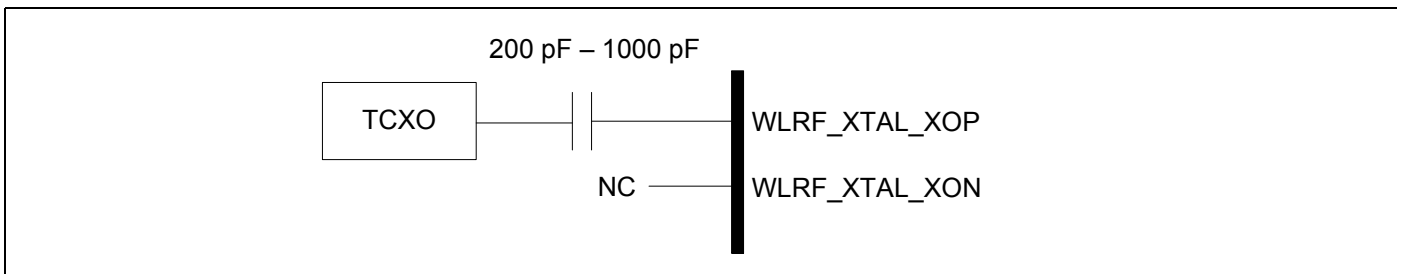 200 pF – 1000 pF
TCXO
WLRF_XTAL_XOP
NC
WLRF_XTAL_XON